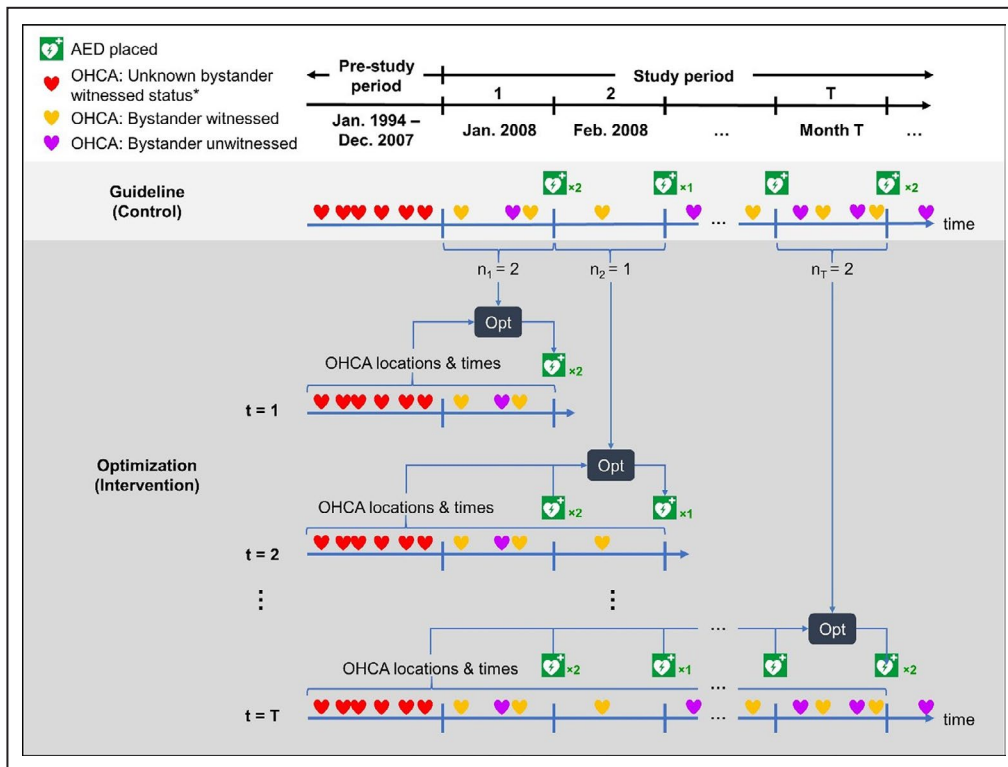 AED placed
OHCA: Unknown bystander
witnessed status*
OHCA: Bystander witnessed
OHCA: Bystander unwitnessed
Pre-study
period
Study period
1
2
T
Jan. 1994 –
Dec. 2007
Jan. 2008
Feb. 2008
...
Month T
...
Guideline
(Control)
×2
×1
×2
...
time
n1 = 2
n2 = 1
nT = 2
Opt
OHCA locations & times
×2
t = 1
Optimization
(Intervention)
Opt
OHCA locations & times
×2
×1
t = 2
⋮
⋮
...
Opt
OHCA locations & times
×2
×1
×2
...
t = T
...
time